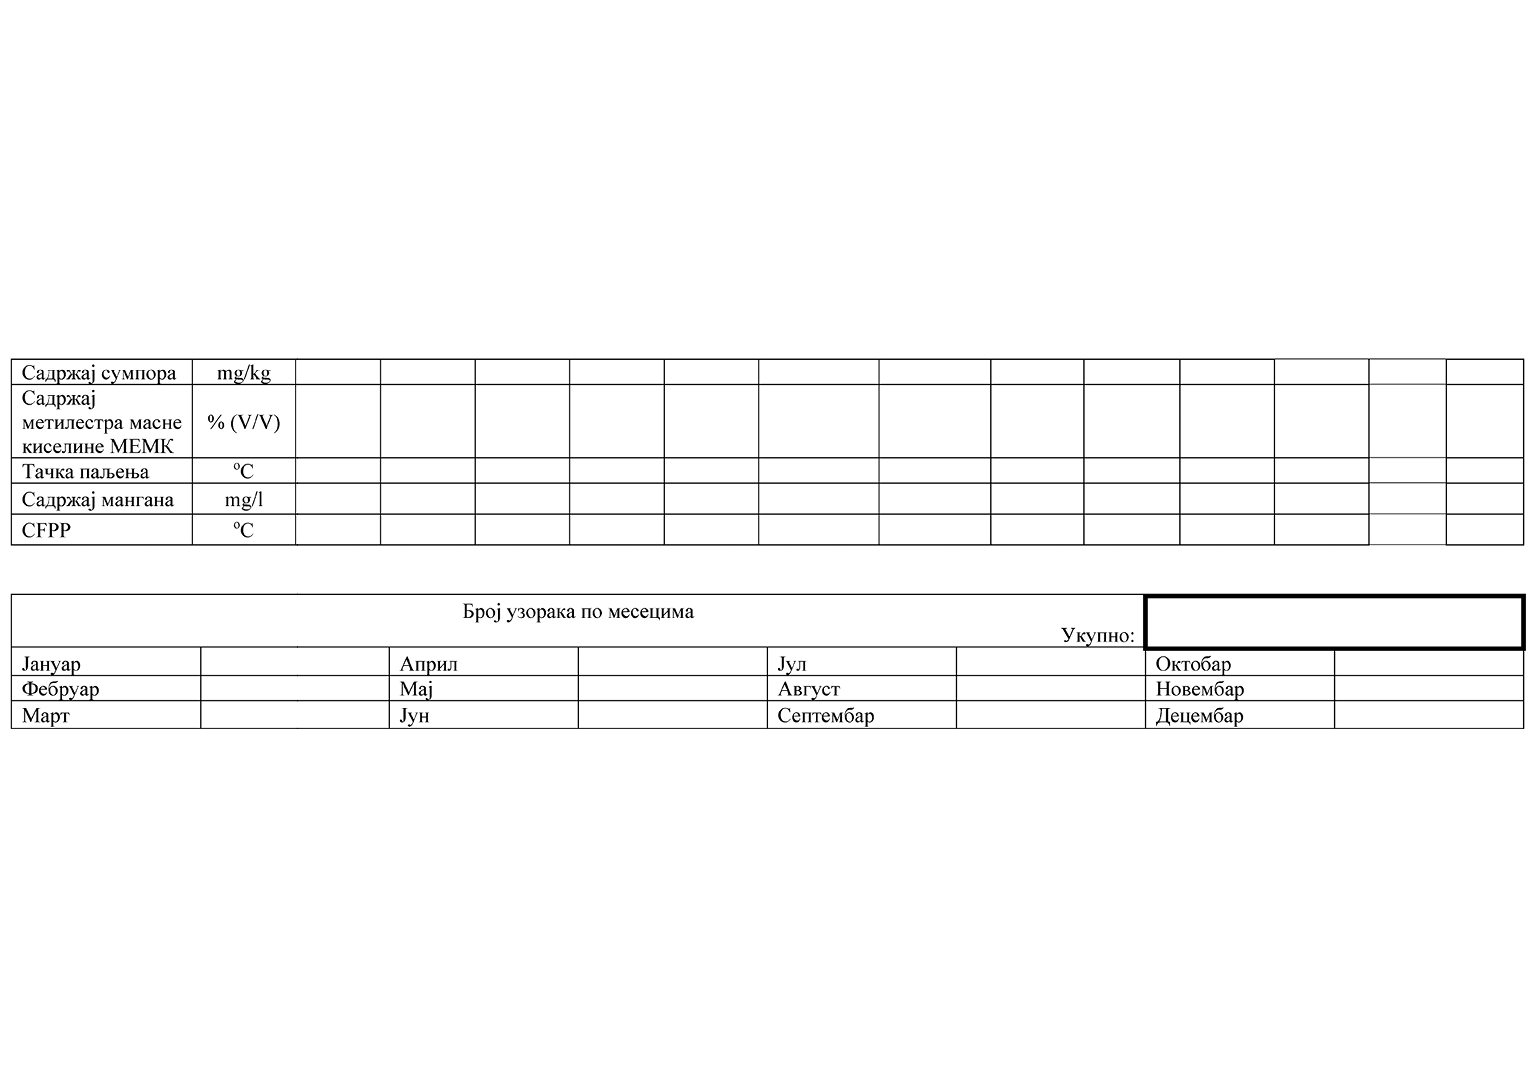 Садржај сумпора mg/kg
Садржај
метилестра масне
киселине МЕМК
% (V/V)
Тачка паљења ºC
Садржај мангана mg/l
CFPP ºC
Број узорака по месецима
Укупно:
Јануар Април Јул Октобар
Фебруар Мај Август Новембар
Март Јун Септембар Децембар